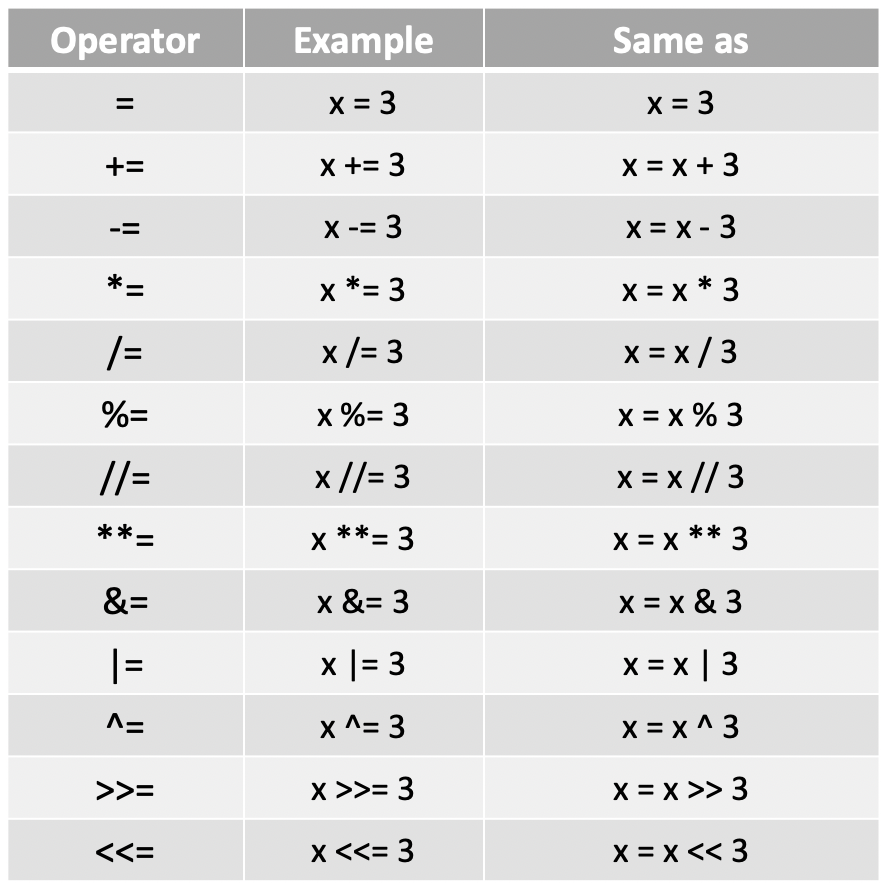 Operator Example Same as
= x = 3 x = 3
+= x += 3 x = x + 3
-= x -= 3 x = x - 3
*= x *= 3 x = x * 3
/= x /= 3 x = x / 3
%= x %= 3 x = x % 3
//= x //= 3 x = x // 3
**= x **= 3 x = x ** 3
&= x &= 3 x = x & 3
|= x |= 3 x = x | 3
^= x ^= 3 x = x ^ 3
>>= x >>= 3 x = x >> 3
<<= x <<= 3 x = x << 3